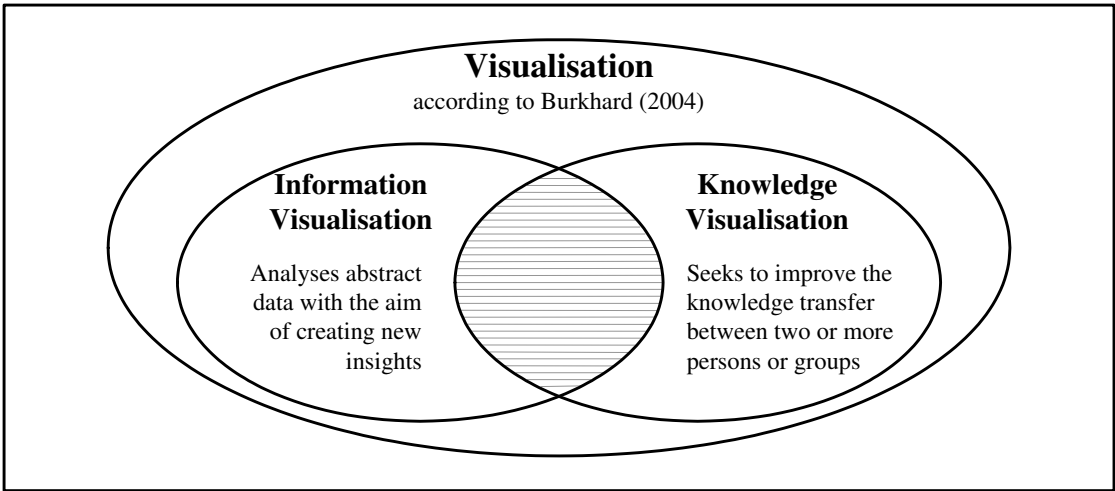 Visualisation
according to Burkhard (2004)
Information
Visualisation
Analyses abstract
data with the aim
of creating new
insights
Knowledge
Visualisation
Seeks to improve the
knowledge transfer
between two or more
persons or groups